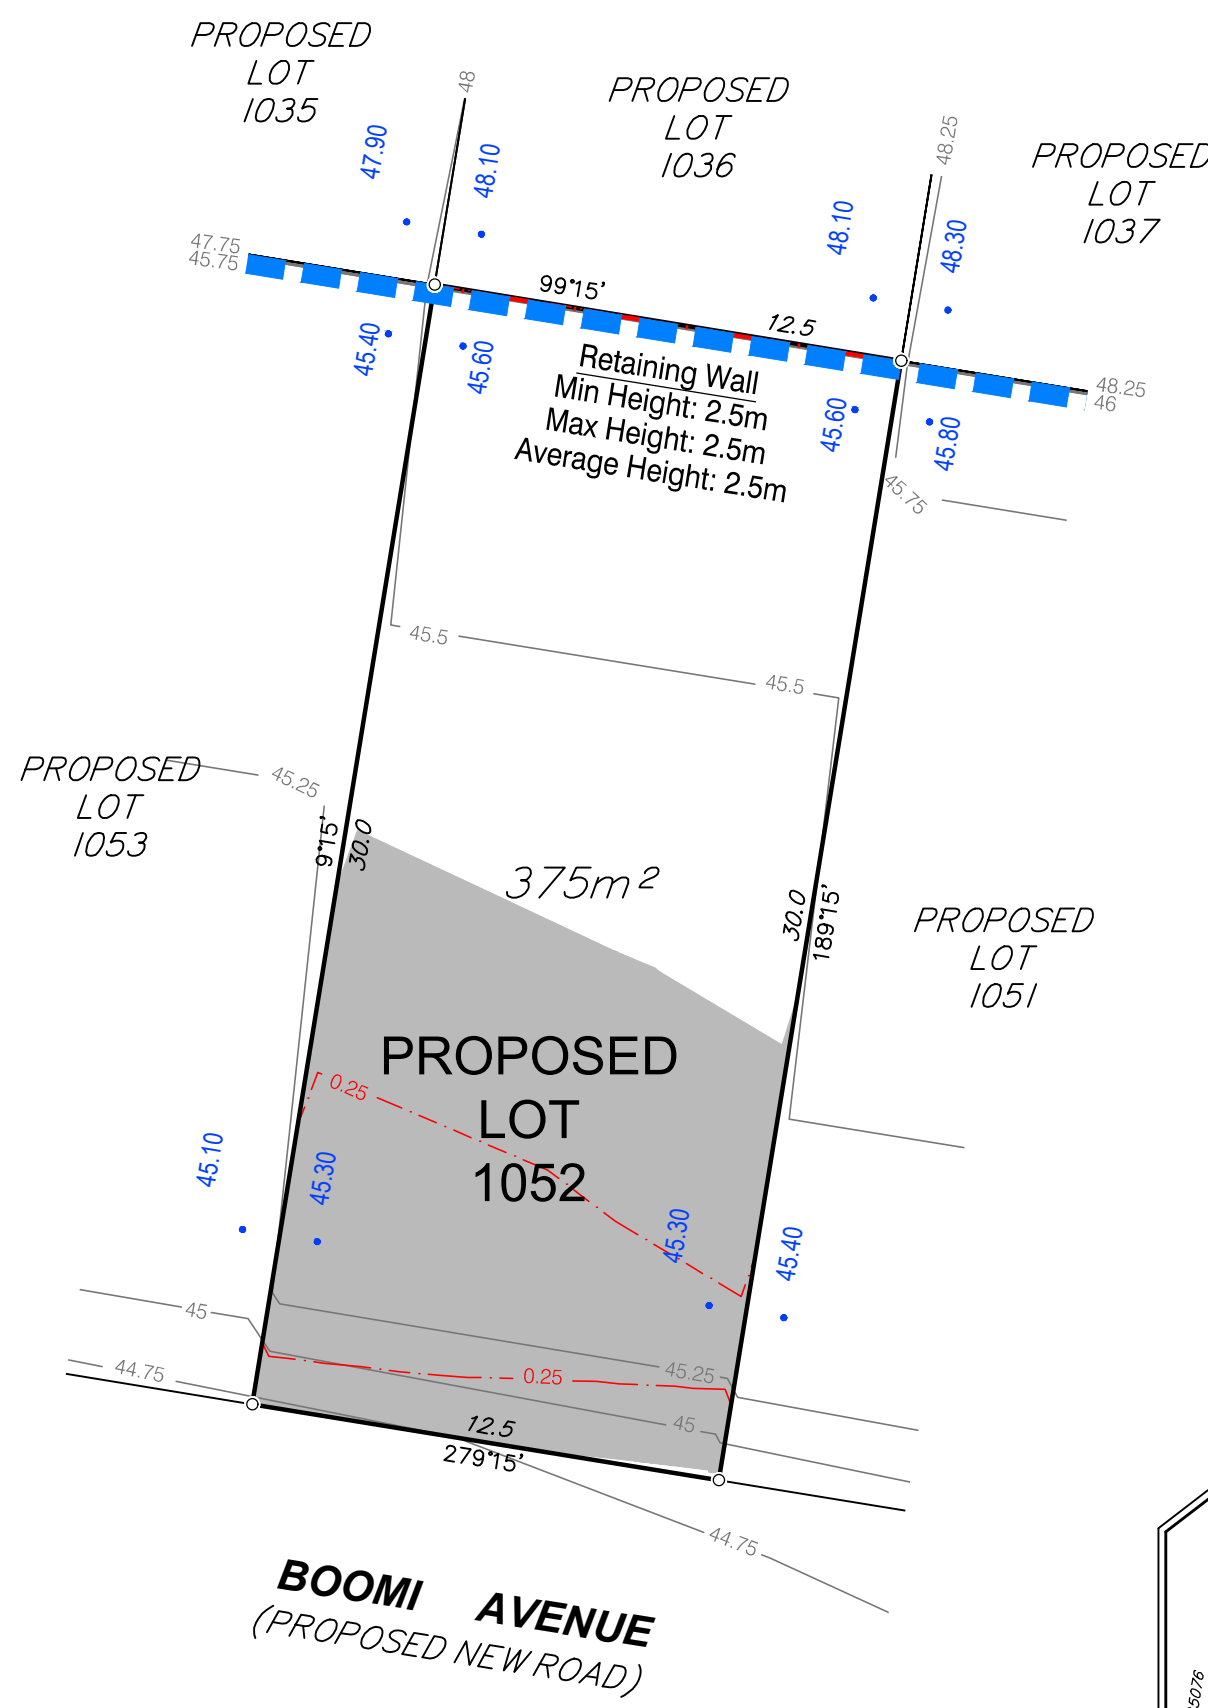 PROPOSED
LOT
1035
48
PROPOSED
LOT
1036
48.25
PROPOSED
LOT
1037
47.90
48.10
48.10
48.30
47.75
45.75
99°15'
12.5
48.25
46
45.40
45.60
Retaining Wall
Min Height: 2.5m
Max Height: 2.5m
Average Height: 2.5m
45.60
45.80
45.75
45.5
45.5
PROPOSED
LOT
1053
45.25
9°15'
30.0
375m²
30.0
189°15'
PROPOSED
LOT
1051
PROPOSED
LOT
1052
0.25
45.10
45.30
45.30
45.40
45
44.75
45.25
0.25
45
12.5
279°15'
44.75
BOOMI AVENUE
(PROPOSED NEW ROAD)
5076